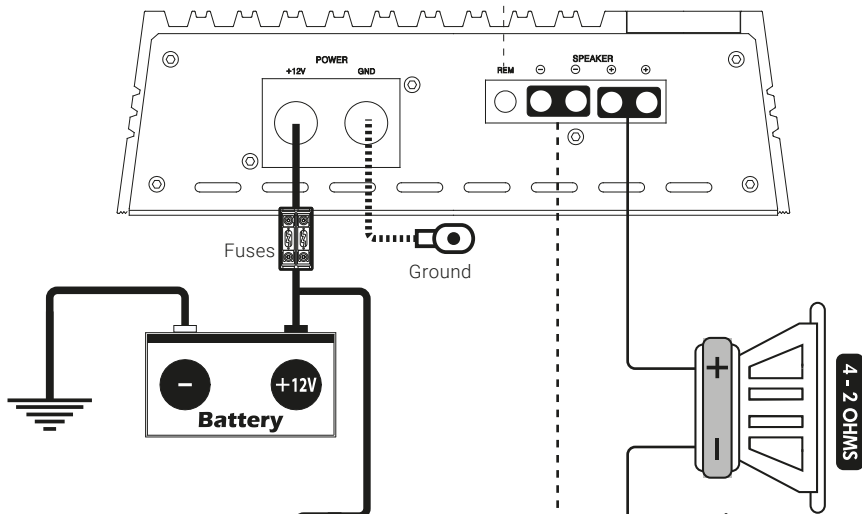 POWER
+12V
GND
SPEAKER
REM
⊖
⊖
⊕
⊕
Fuses
Ground
−
+12V
Battery
+
−
4 - 2 OHMS